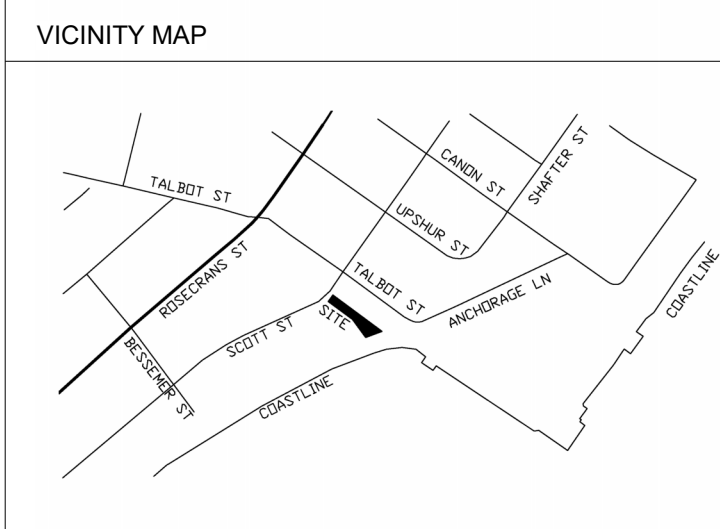 VICINITY MAP
CANON ST
SHAFTER ST
TALBOT ST
UPSHUR ST
ROSECRANS ST
TALBOT ST
ANCHORAGE LN
COASTLINE
SITE
SCOTT ST
BESSEMER ST
COASTLINE